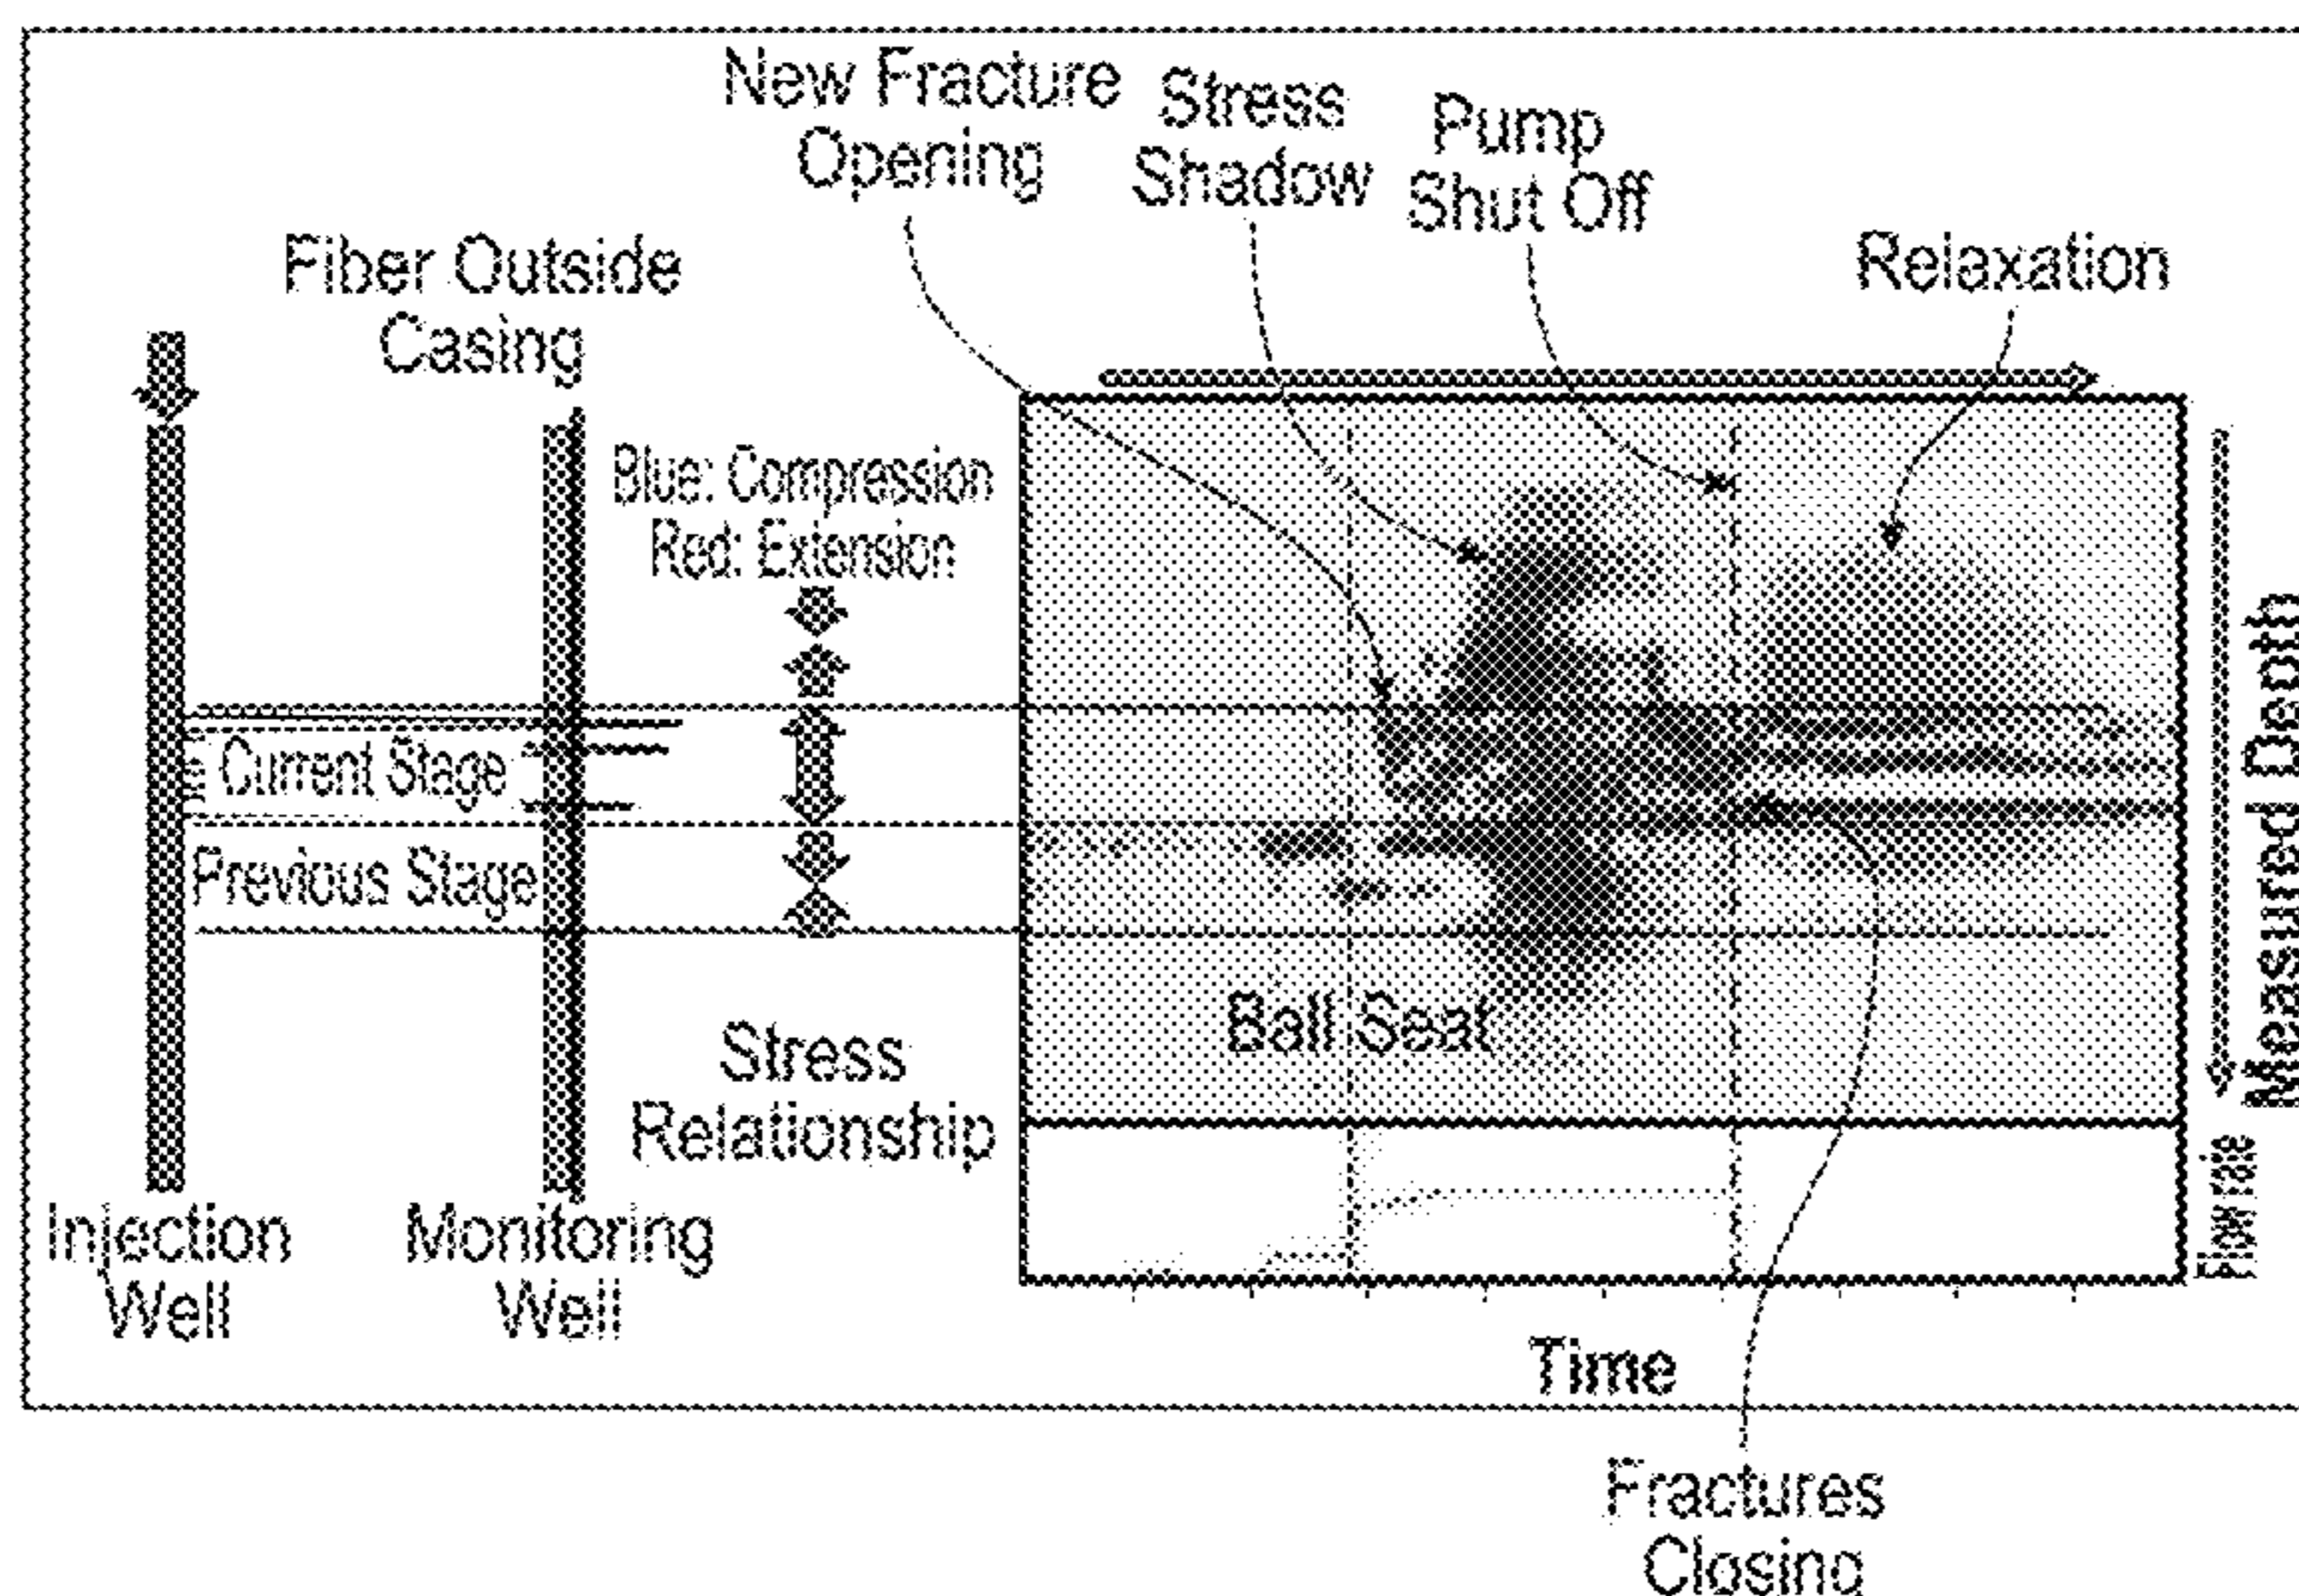 New Fracture
Opening
Stress
Shadow
Pump
Shut Off
Relaxation
Fiber Outside
Casing
Blue: Compression
Red: Extension
Current Stage
Previous Stage
Stress
Relationship
Ball Seat
Injection
Well
Monitoring
Well
Measured Depth
Flow rate
Time
Fractures
Closing